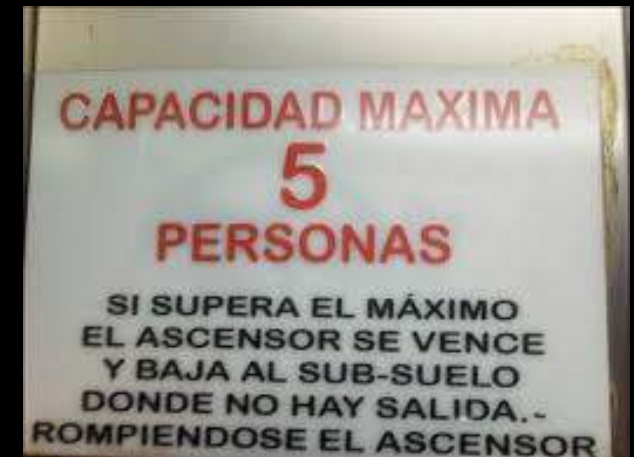 CAPACIDAD MAXIMA
5
PERSONAS
SI SUPERA EL MÁXIMO
EL ASCENSOR SE VENCE
Y BAJA AL SUB-SUELO
DONDE NO HAY SALIDA.-
ROMPIENDOSE EL ASCENSOR